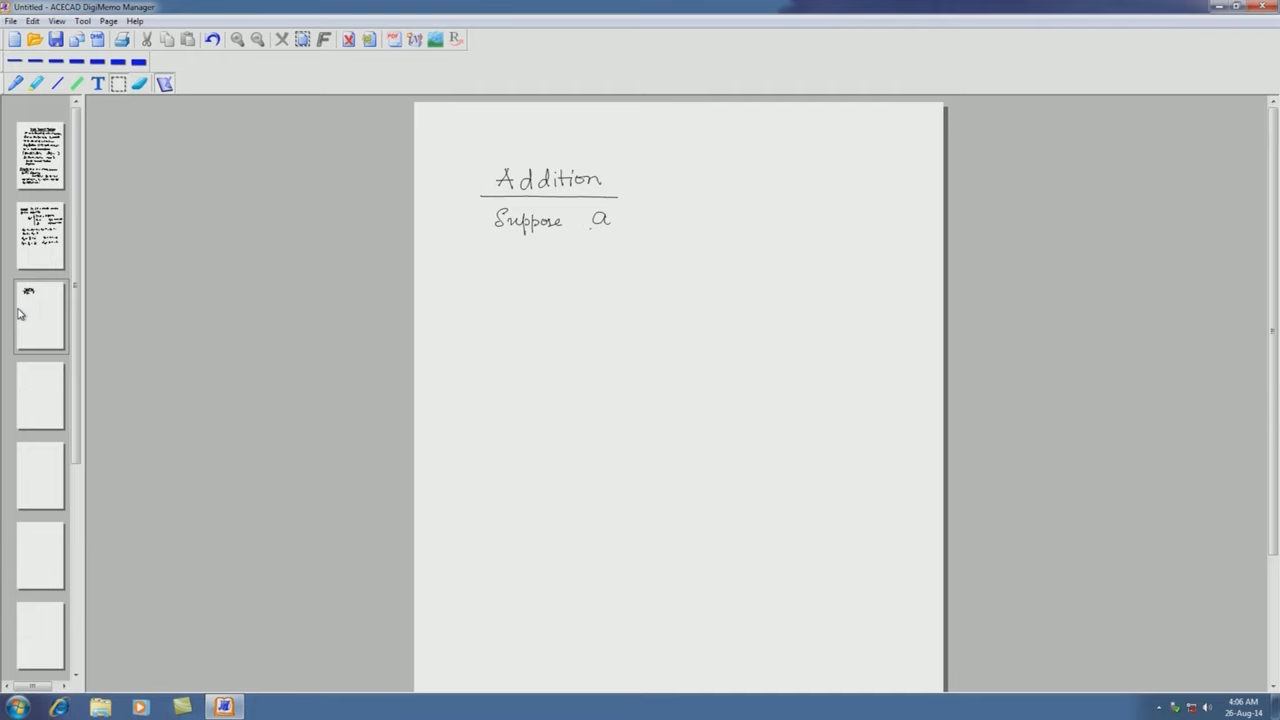 Untitled - ACECAD DigiMemo Manager
File Edit View Tool Page Help
Addition
Suppose a
4:06 AM
26-Aug-14